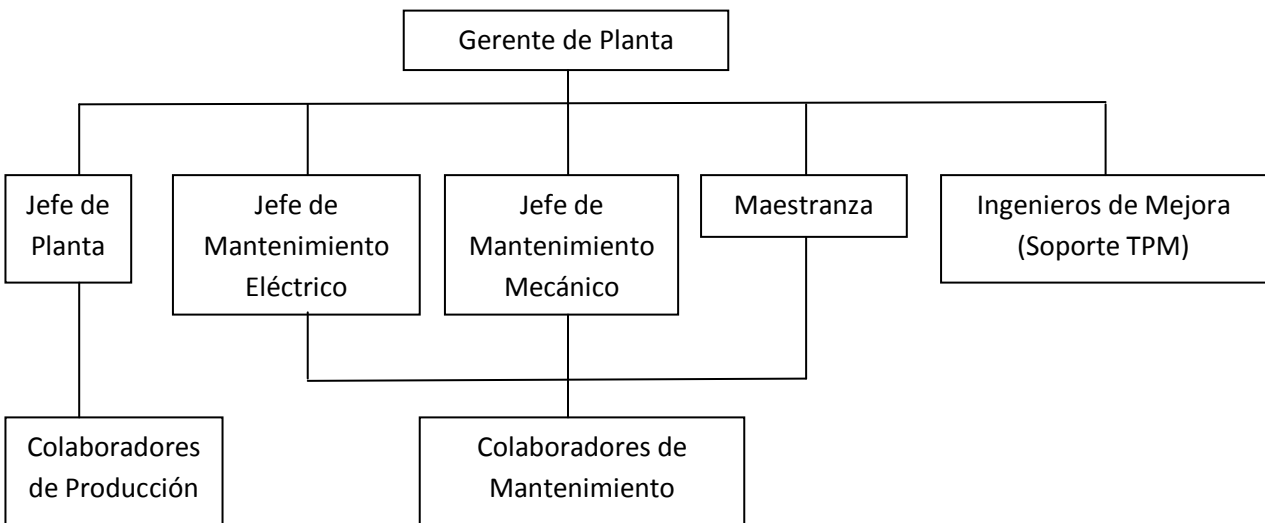 Gerente de Planta
Jefe de
Planta
Jefe de
Mantenimiento
Eléctrico
Jefe de
Mantenimiento
Mecánico
Maestranza
Ingenieros de Mejora
(Soporte TPM)
Colaboradores
de Producción
Colaboradores de
Mantenimiento